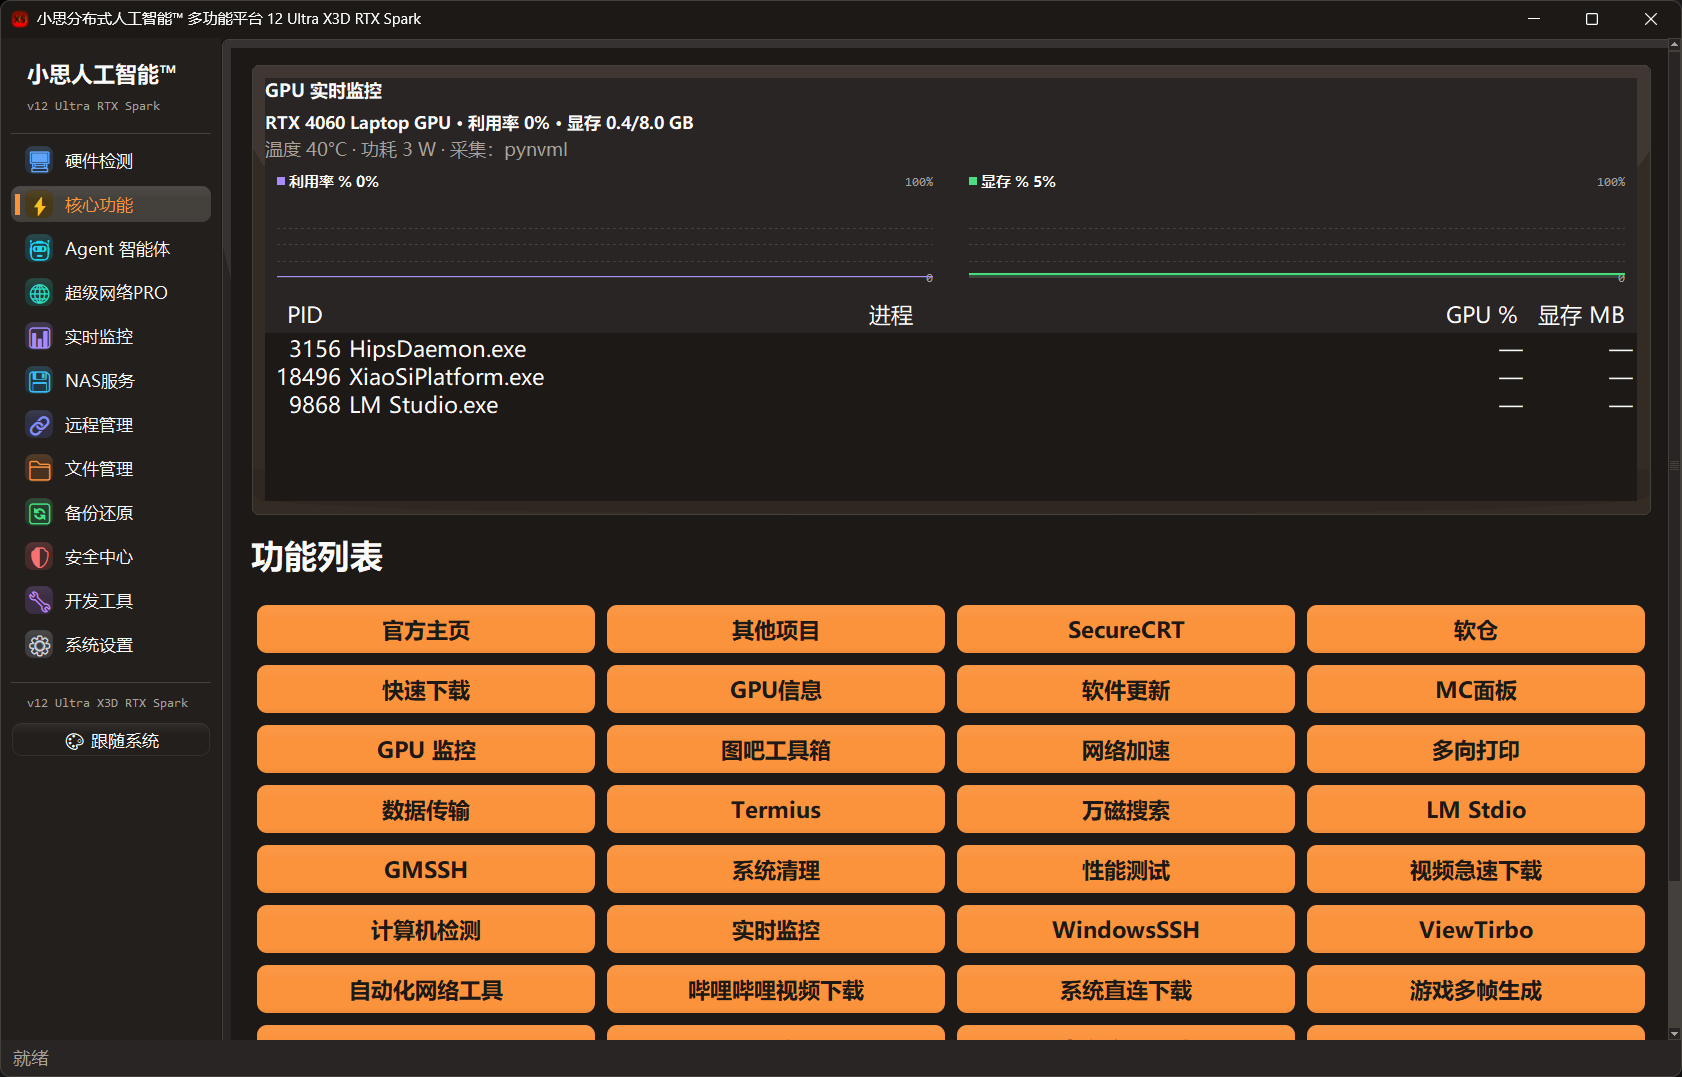 小思分布式人工智能™ 多功能平台 12 Ultra X3D RTX Spark
小思人工智能™
v12 Ultra RTX Spark
硬件检测
核心功能
Agent 智能体
超级网络PRO
实时监控
NAS服务
远程管理
文件管理
备份还原
安全中心
开发工具
系统设置
v12 Ultra X3D RTX Spark
跟随系统
GPU 实时监控
RTX 4060 Laptop GPU • 利用率 0% • 显存 0.4/8.0 GB
温度 40°C · 功耗 3 W · 采集：pynvml
利用率 % 0% 100%
0
显存 % 5% 100%
0
PID 进程 GPU % 显存 MB
3156 HipsDaemon.exe — —
18496 XiaoSiPlatform.exe — —
9868 LM Studio.exe — —
功能列表
官方主页 其他项目 SecureCRT 软仓
快速下载 GPU信息 软件更新 MC面板
GPU 监控 图吧工具箱 网络加速 多向打印
数据传输 Termius 万磁搜索 LM Stdio
GMSSH 系统清理 性能测试 视频急速下载
计算机检测 实时监控 WindowsSSH ViewTirbo
自动化网络工具 哔哩哔哩视频下载 系统直连下载 游戏多帧生成
就绪